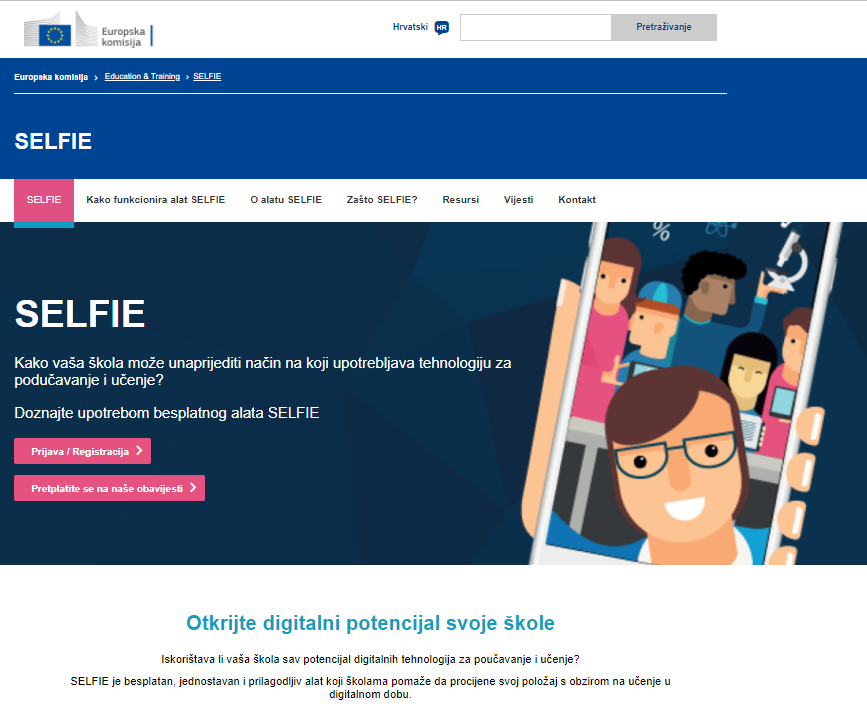 Europska
komisija
Hrvatski HR
Pretraživanje
Europska komisija › Education & Training › SELFIE
SELFIE
SELFIE Kako funkcionira alat SELFIE O alatu SELFIE Zašto SELFIE? Resursi Vijesti Kontakt
%
SELFIE
Kako vaša škola može unaprijediti način na koji upotrebljava tehnologiju za
podučavanje i učenje?
Doznajte upotrebom besplatnog alata SELFIE
Prijava / Registracija
Pretplatite se na naše obavijesti
Otkrijte digitalni potencijal svoje škole
Iskorištava li vaša škola sav potencijal digitalnih tehnologija za poučavanje i učenje?
SELFIE je besplatan, jednostavan i prilagodljiv alat koji školama pomaže da procijene svoj položaj s obzirom na učenje u
digitalnom dobu.